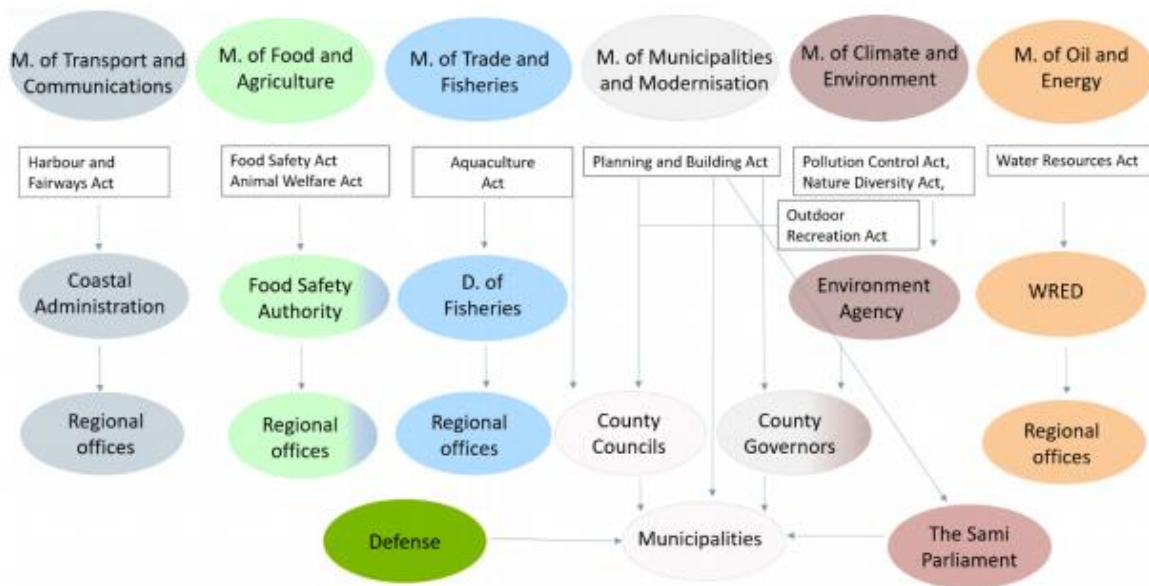 M. of Transport and
Communications
M. of Food and
Agriculture
M. of Trade and
Fisheries
M. of Municipalities
and Modernisation
M. of Climate and
Environment
M. of Oil and
Energy
Harbour and
Fairways Act
Food Safety Act
Animal Welfare Act
Aquaculture
Act
Planning and Building Act
Pollution Control Act,
Nature Diversity Act,
Water Resources Act
Outdoor
Recreation Act
Coastal
Administration
Food Safety
Authority
D. of
Fisheries
Environment
Agency
WRED
Regional
offices
Regional
offices
Regional
offices
County
Councils
County
Governors
Regional
offices
Defense
Municipalities
The Sami
Parliament